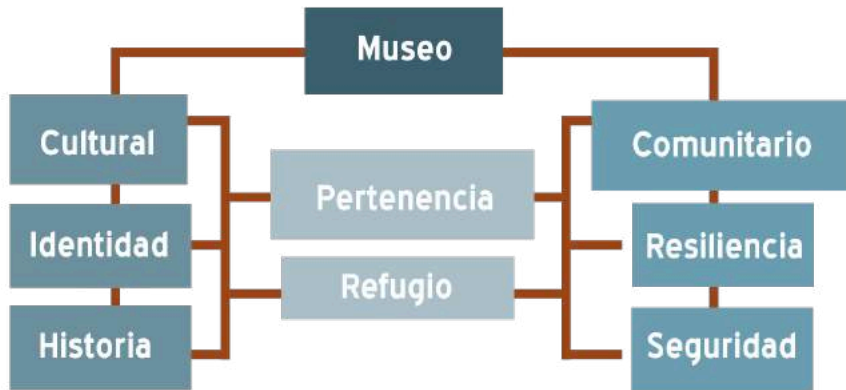 Museo
Cultural
Comunitario
Pertenencia
Identidad
Resiliencia
Refugio
Historia
Seguridad